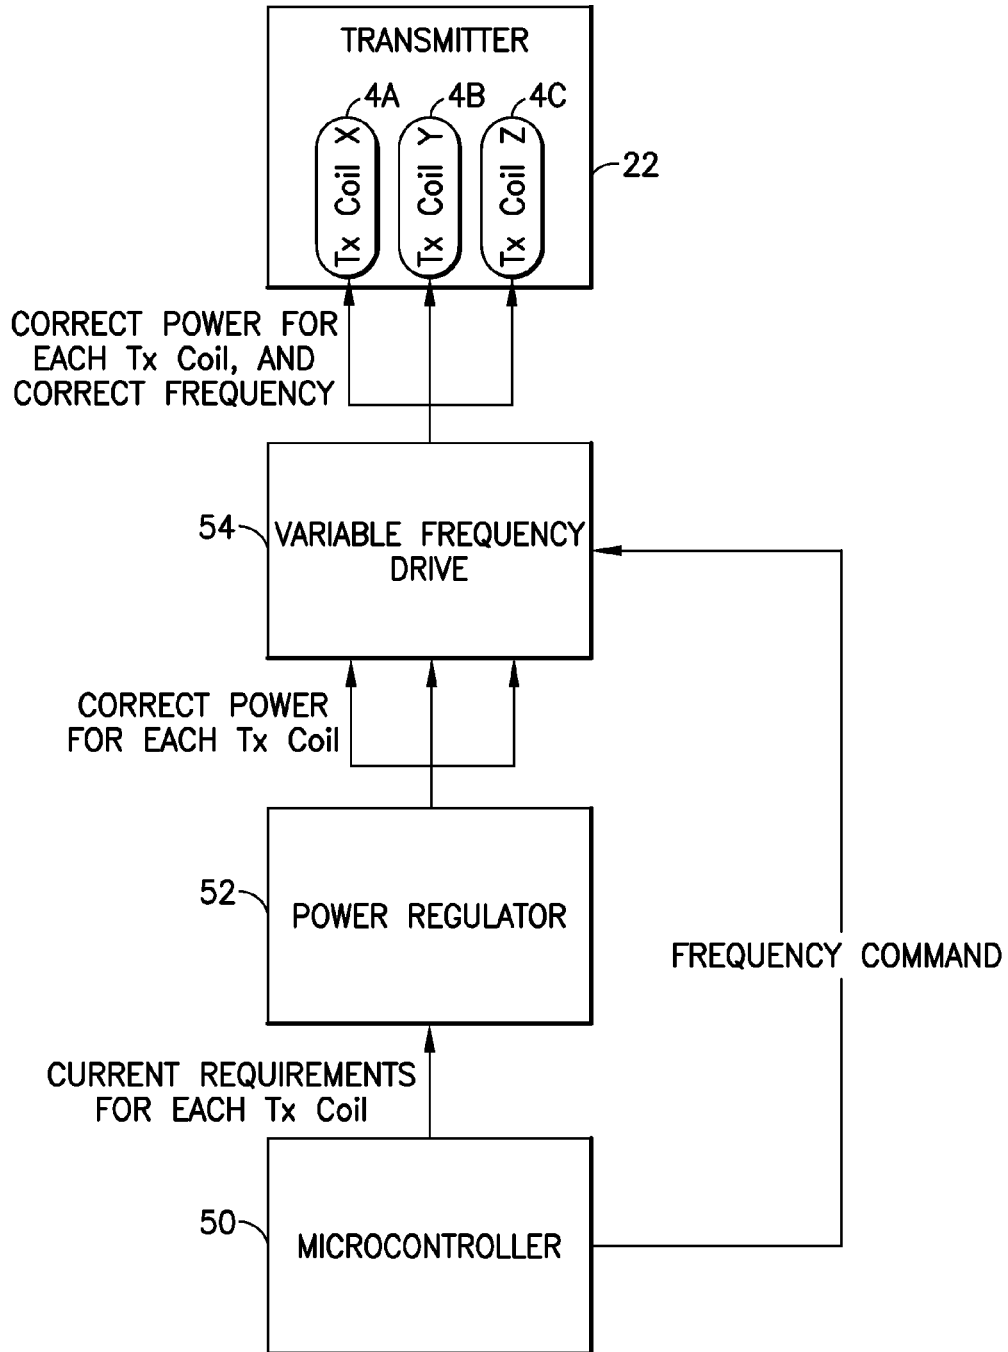 TRANSMITTER
4A
4B
4C
Tx Coil X
Tx Coil Y
Tx Coil Z
22
CORRECT POWER FOR
EACH Tx Coil, AND
CORRECT FREQUENCY
54
VARIABLE FREQUENCY
DRIVE
CORRECT POWER
FOR EACH Tx Coil
52
POWER REGULATOR
FREQUENCY COMMAND
CURRENT REQUIREMENTS
FOR EACH Tx Coil
50
MICROCONTROLLER